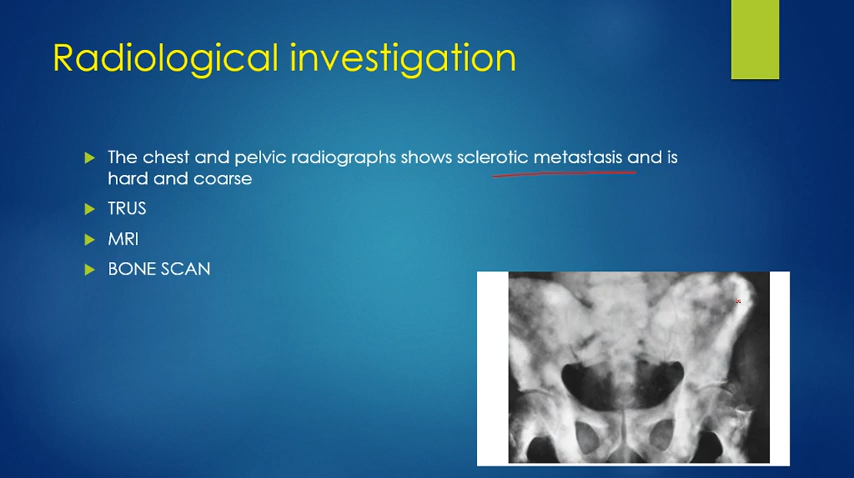 Radiological investigation
The chest and pelvic radiographs shows sclerotic metastasis and is
hard and coarse
TRUS
MRI
BONE SCAN